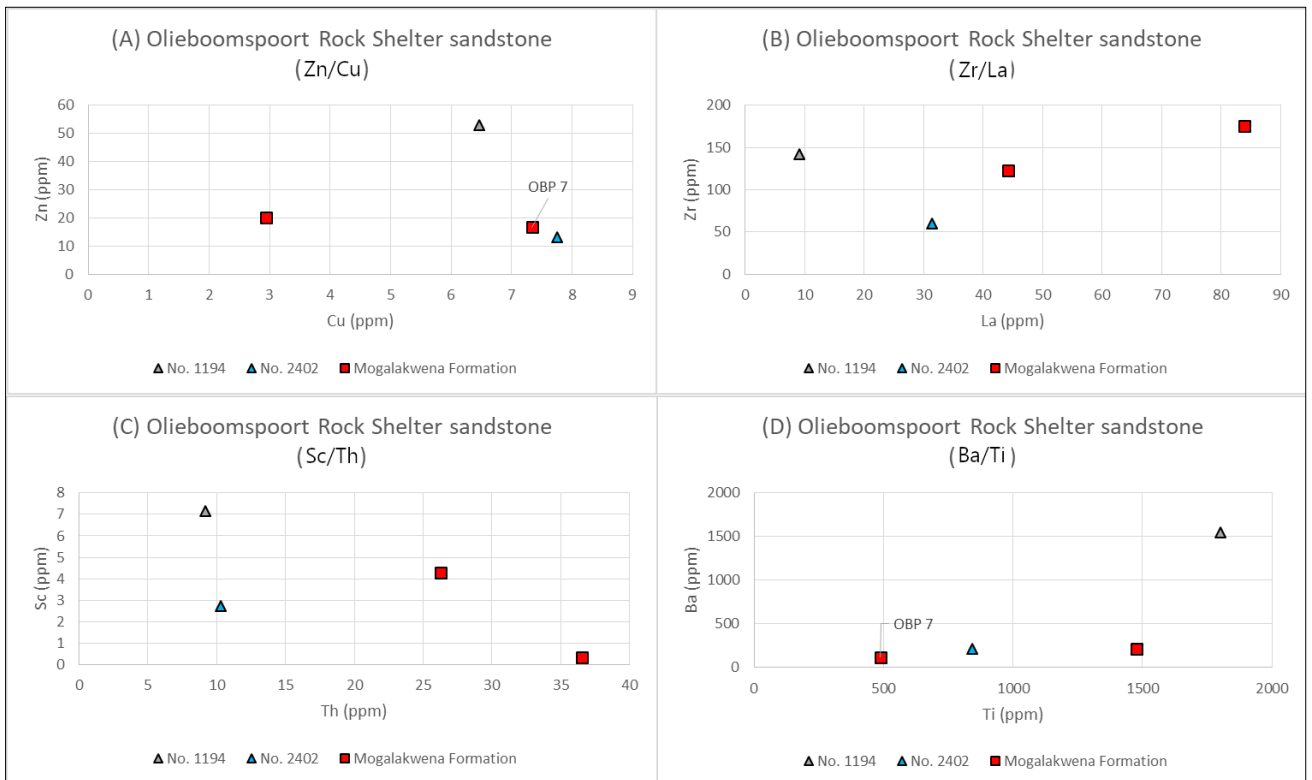 (A) Olieboomspoort Rock Shelter sandstone
(Zn/Cu)
60
50
40
30
20
10
0
Zn (ppm)
OBP 7
0 1 2 3 4 5 6 7 8 9
Cu (ppm)
No. 1194 No. 2402 Mogalakwena Formation
(B) Olieboomspoort Rock Shelter sandstone
(Zr/La)
200
150
100
50
0
Zr (ppm)
0 10 20 30 40 50 60 70 80 90
La (ppm)
No. 1194 No. 2402 Mogalakwena Formation
(C) Olieboomspoort Rock Shelter sandstone
(Sc/Th)
8
7
6
5
4
3
2
1
0
Sc (ppm)
0 5 10 15 20 25 30 35 40
Th (ppm)
No. 1194 No. 2402 Mogalakwena Formation
(D) Olieboomspoort Rock Shelter sandstone
(Ba/Ti)
2000
1500
1000
500
0
Ba (ppm)
OBP 7
0 500 1000 1500 2000
Ti (ppm)
No. 1194 No. 2402 Mogalakwena Formation